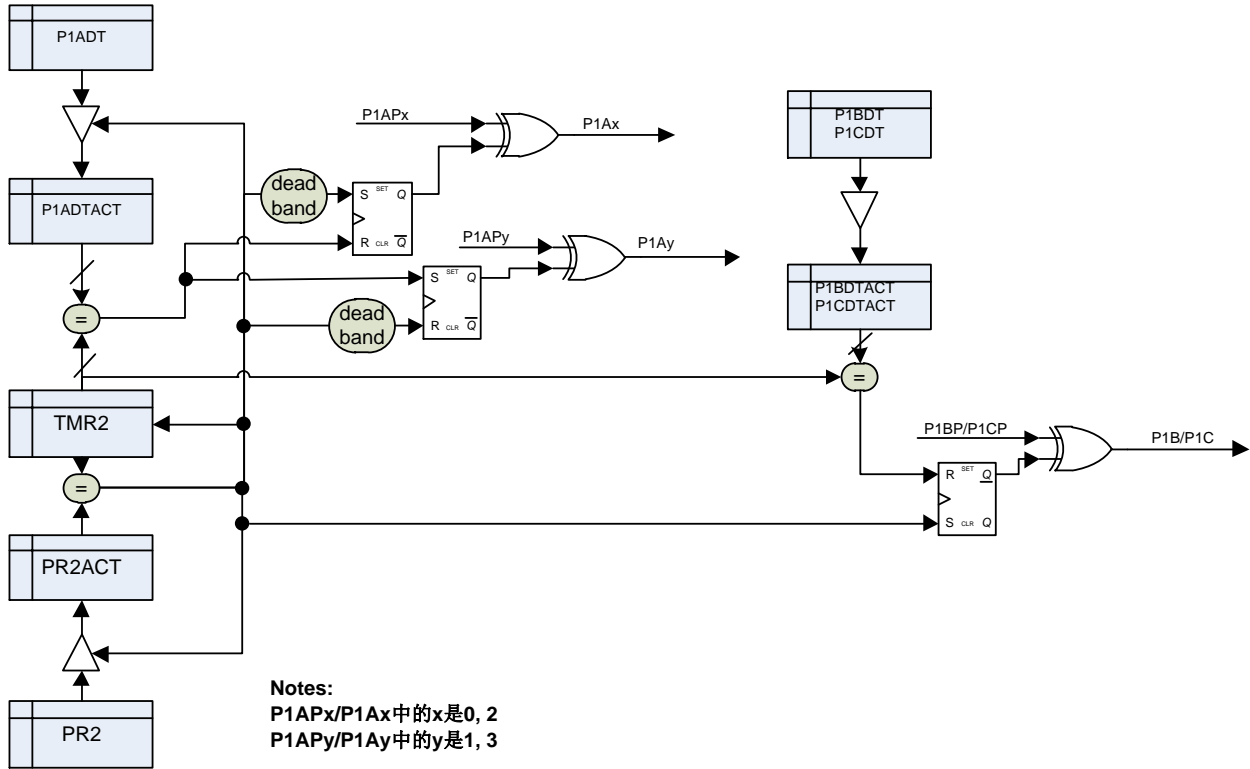 P1ADT
P1ADTACT
=
TMR2
=
PR2ACT
PR2
P1APx
P1Ax
dead
band
S SET Q
R CLR Q
P1APy
P1Ay
S SET Q
R CLR Q
dead
band
P1BDT
P1CDT
P1BDTACT
P1CDTACT
=
P1BP/P1CP
P1B/P1C
R SET Q
S CLR Q
Notes:
P1APx/P1Ax中的x是0, 2
P1APy/P1Ay中的y是1, 3